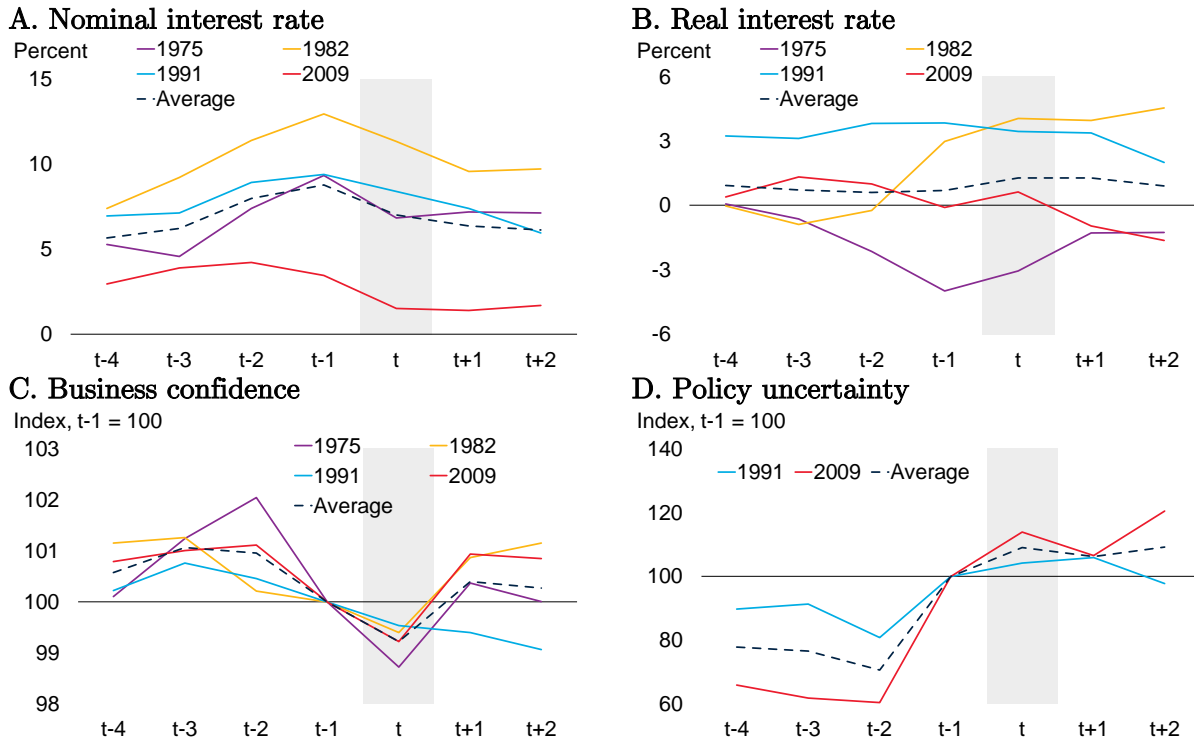 A. Nominal interest rate
Percent
1975 1982
1991 2009
Average
15
10
5
0
t-4 t-3 t-2 t-1 t t+1 t+2
B. Real interest rate
Percent
1975 1982
1991 2009
Average
6
3
0
-3
-6
t-4 t-3 t-2 t-1 t t+1 t+2
C. Business confidence
Index, t-1 = 100
1975 1982
1991 2009
Average
103
102
101
100
99
98
t-4 t-3 t-2 t-1 t t+1 t+2
D. Policy uncertainty
Index, t-1 = 100
1991 2009 Average
140
120
100
80
60
t-4 t-3 t-2 t-1 t t+1 t+2